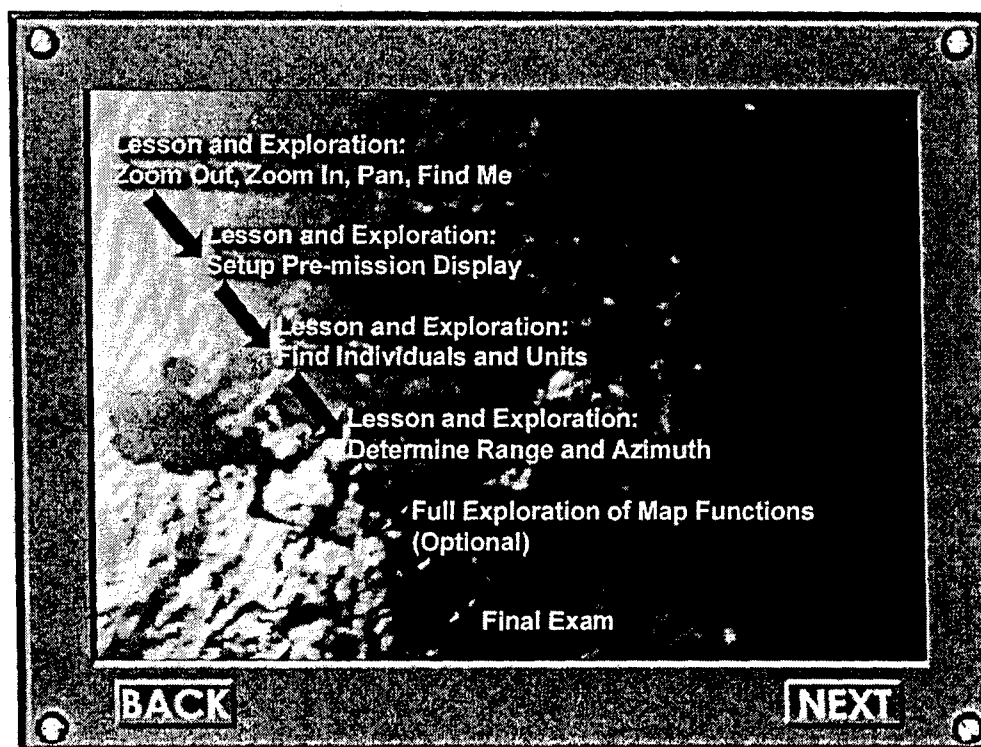 Lesson and Exploration:
Zoom Out, Zoom In, Pan, Find Me
Lesson and Exploration:
Setup Pre-mission Display
Lesson and Exploration:
Find Individuals and Units
Lesson and Exploration:
Determine Range and Azimuth
Full Exploration of Map Functions
(Optional)
Final Exam
BACK
NEXT